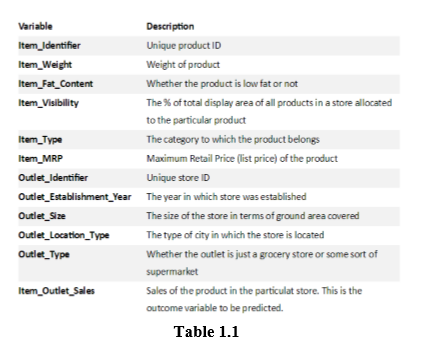 Variable Description
Item_Identifier Unique product ID
Item_Weight Weight of product
Item_Fat_Content Whether the product is low fat or not
Item_Visibility The % of total display area of all products in a store allocated
to the particular product
Item_Type The category to which the product belongs
Item_MRP Maximum Retail Price (list price) of the product
Outlet_Identifier Unique store ID
Outlet_Establishment_Year The year in which store was established
Outlet_Size The size of the store in terms of ground area covered
Outlet_Location_Type The type of city in which the store is located
Outlet_Type Whether the outlet is just a grocery store or some sort of
supermarket
Item_Outlet_Sales Sales of the product in the particulat store. This is the
outcome variable to be predicted.
Table 1.1